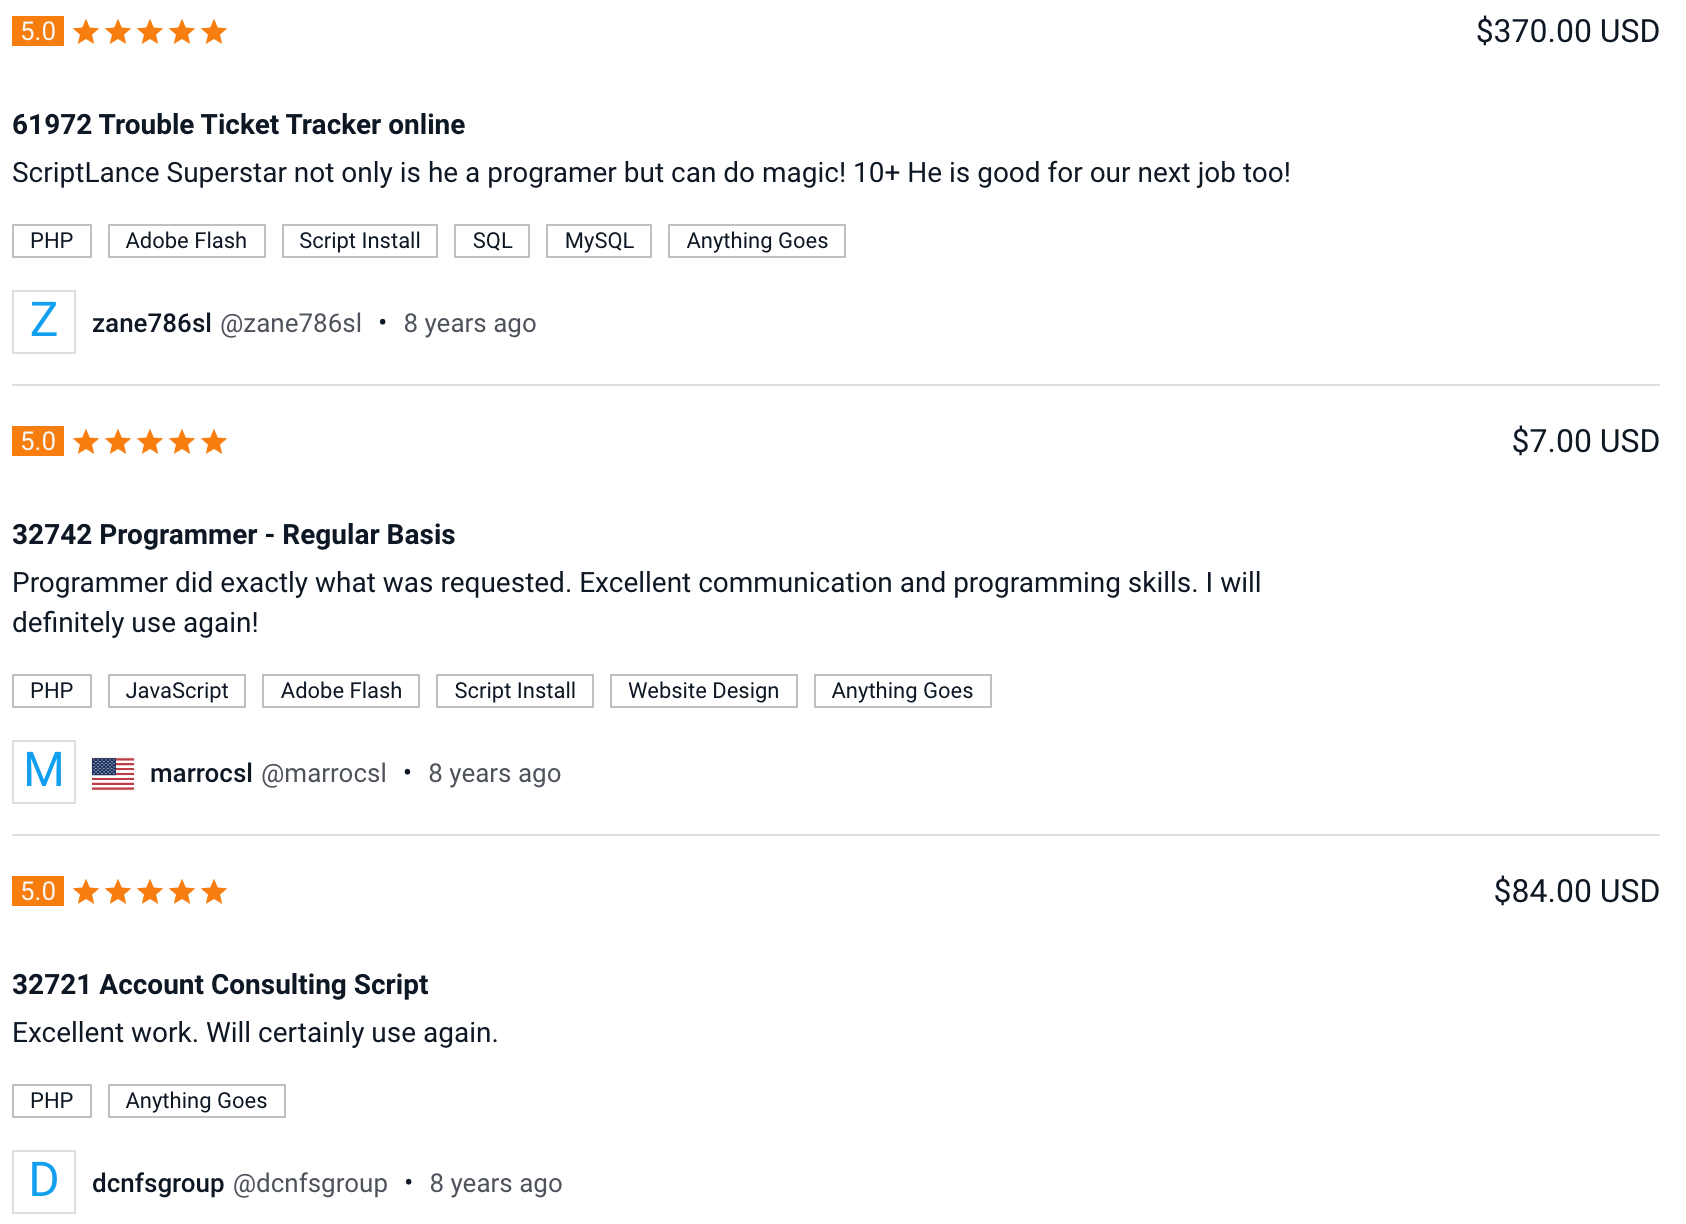 5.0 $370.00 USD
61972 Trouble Ticket Tracker online
ScriptLance Superstar not only is he a programer but can do magic! 10+ He is good for our next job too!
PHP Adobe Flash Script Install SQL MySQL Anything Goes
Z zane786sl @zane786sl • 8 years ago
5.0 $7.00 USD
32742 Programmer - Regular Basis
Programmer did exactly what was requested. Excellent communication and programming skills. I will
definitely use again!
PHP JavaScript Adobe Flash Script Install Website Design Anything Goes
M marrocsl @marrocsl • 8 years ago
5.0 $84.00 USD
32721 Account Consulting Script
Excellent work. Will certainly use again.
PHP Anything Goes
D dcnfsgroup @dcnfsgroup • 8 years ago